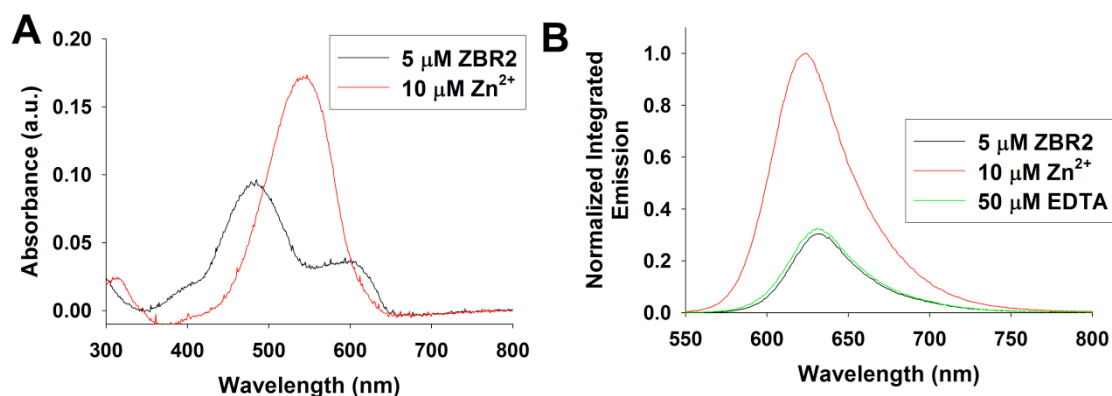 A
0.20
0.15
0.10
0.05
0.00
Absorbance (a.u.)
5 μM ZBR2
10 μM Zn²⁺
300 400 500 600 700 800
Wavelength (nm)
B
1.0
0.8
0.6
0.4
0.2
0.0
Normalized Integrated
Emission
5 μM ZBR2
10 μM Zn²⁺
50 μM EDTA
550 600 650 700 750 800
Wavelength (nm)